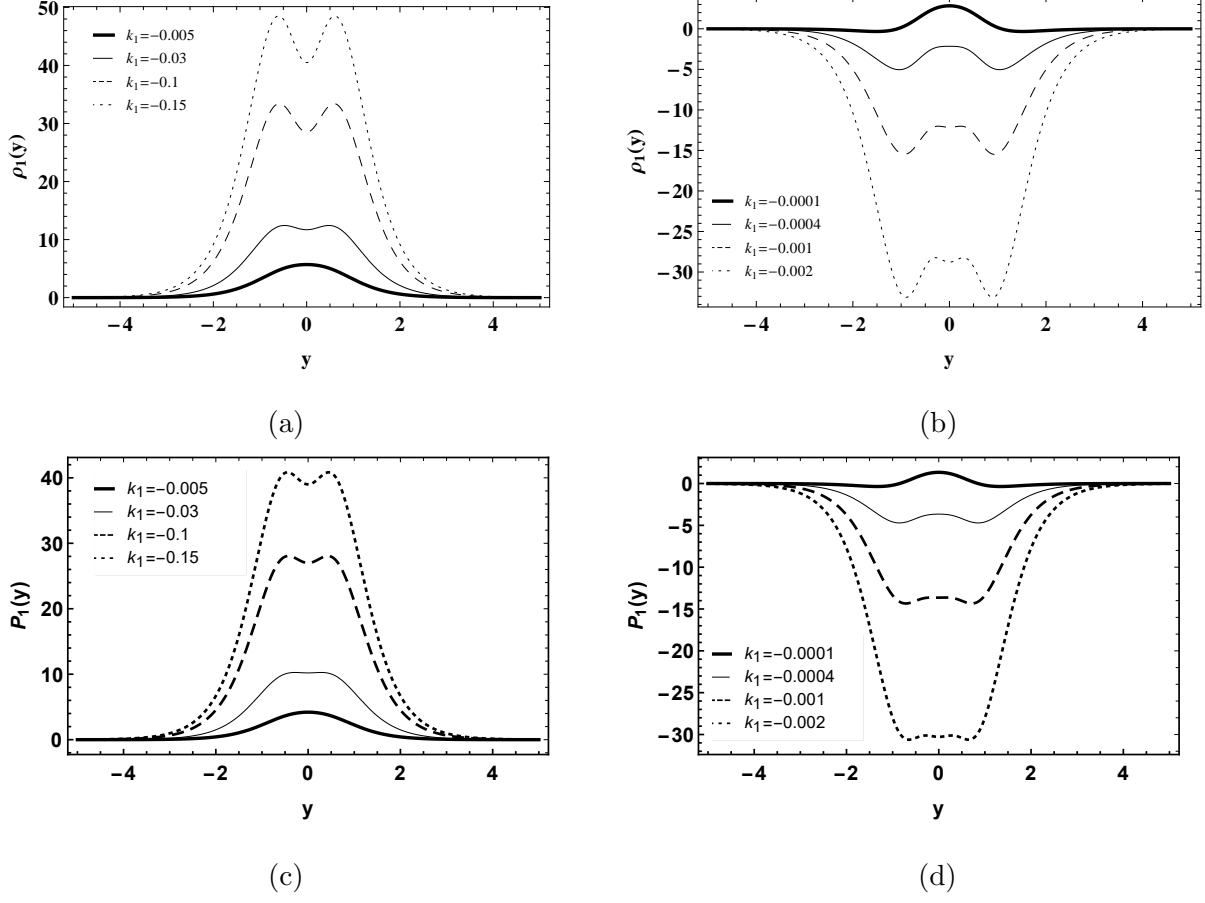 50
40
30
20
10
0
ρ₁(y)
k₁=−0.005
k₁=−0.03
k₁=−0.1
k₁=−0.15
−4 −2 0 2 4
y
(a)
0
−5
−10
−15
−20
−25
−30
ρ₁(y)
k₁=−0.0001
k₁=−0.0004
k₁=−0.001
k₁=−0.002
−4 −2 0 2 4
y
(b)
40
30
20
10
0
P₁(y)
k₁=−0.005
k₁=−0.03
k₁=−0.1
k₁=−0.15
−4 −2 0 2 4
y
(c)
0
−5
−10
−15
−20
−25
−30
P₁(y)
k₁=−0.0001
k₁=−0.0004
k₁=−0.001
k₁=−0.002
−4 −2 0 2 4
y
(d)